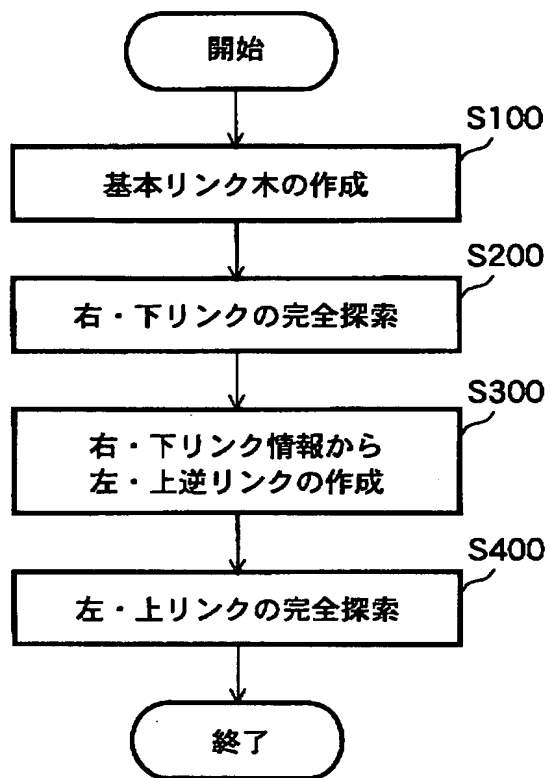 開始
S100
基本リンク木の作成
S200
右・下リンクの完全探索
S300
右・下リンク情報から
左・上逆リンクの作成
S400
左・上リンクの完全探索
終了